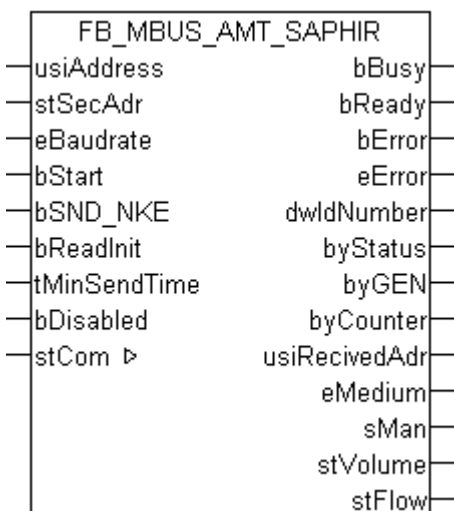 FB_MBUS_AMT_SAPHIR
usiAddress bBusy
stSecAdr bReady
eBaudrate bError
bStart eError
bSND_NKE dwIdNumber
bReadInit byStatus
tMinSendTime byGEN
bDisabled byCounter
stCom ▷ usiRecivedAdr
eMedium
sMan
stVolume
stFlow